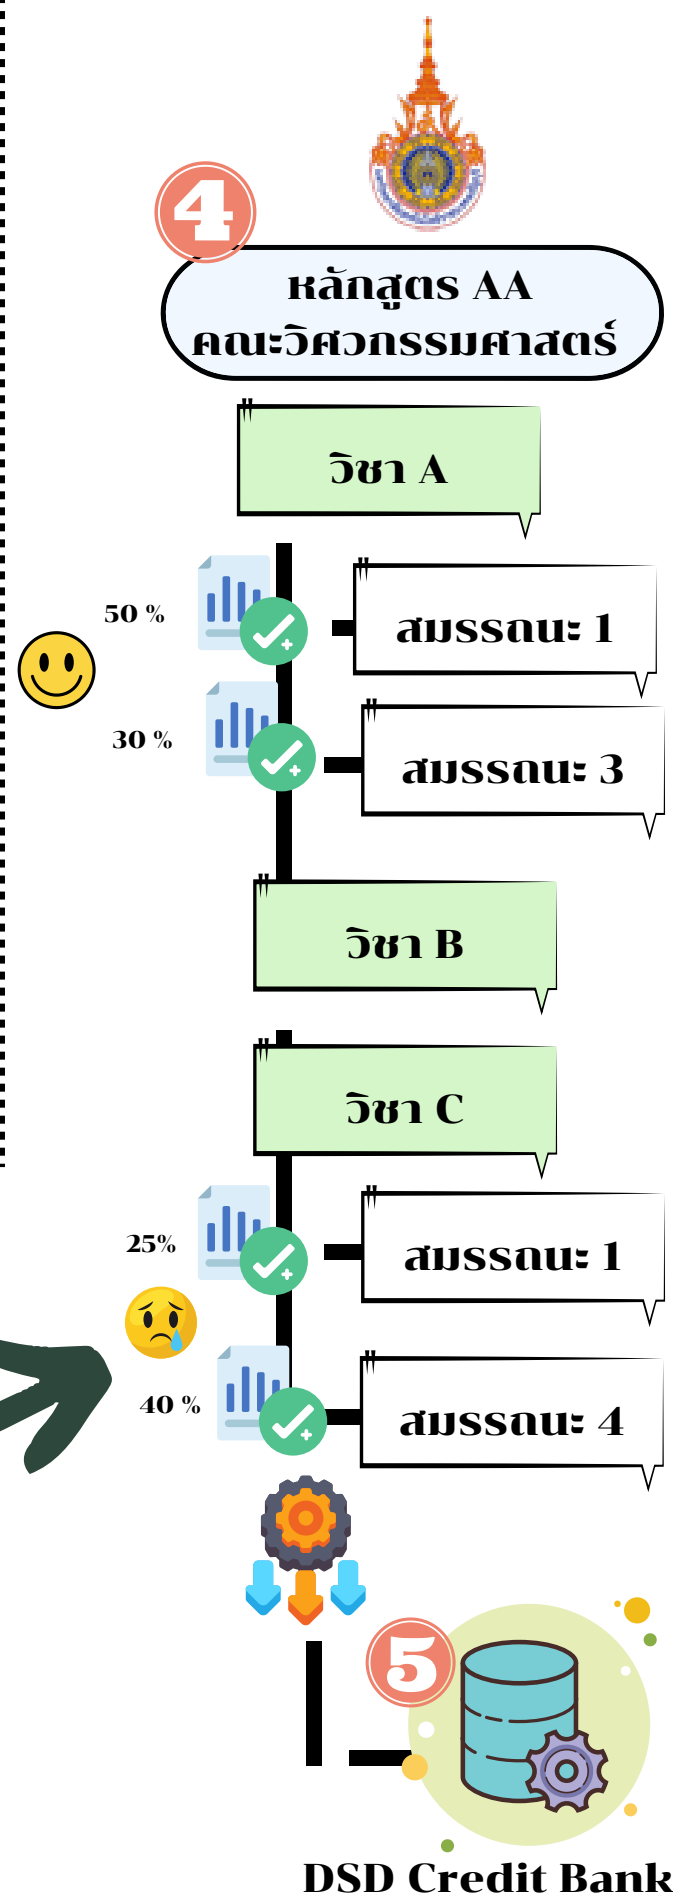 4
หลักสูตร AA
คณะวิศวกรรมศาสตร์
วิชา A
50 %
สมรรถนะ 1
30 %
สมรรถนะ 3
วิชา B
วิชา C
25%
สมรรถนะ 1
40 %
สมรรถนะ 4
5
DSD Credit Bank